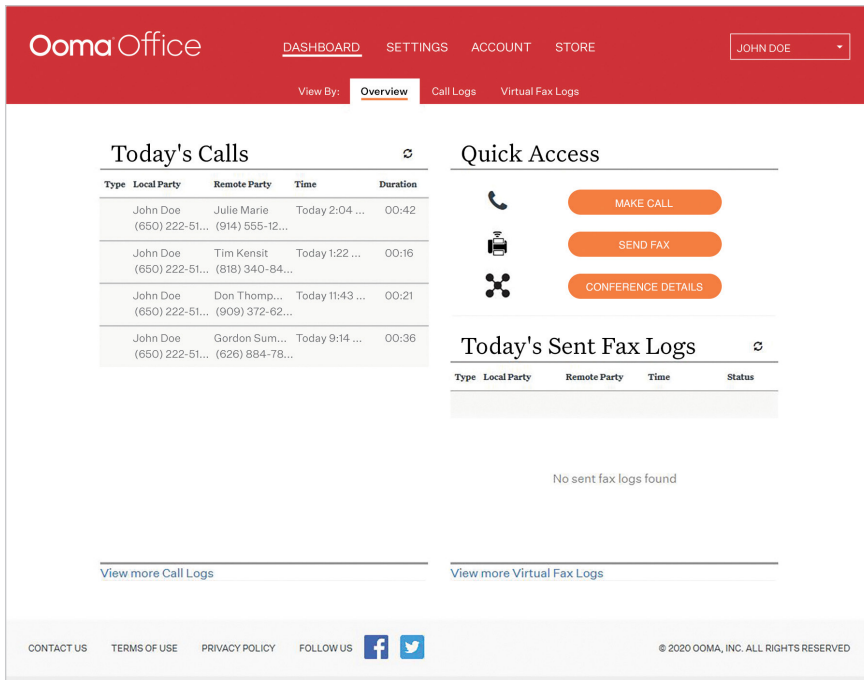 Ooma Office
DASHBOARD SETTINGS ACCOUNT STORE
JOHN DOE
View By: Overview Call Logs Virtual Fax Logs
Today's Calls
Type Local Party Remote Party Time Duration
John Doe Julie Marie Today 2:04 ... 00:42
(650) 222-51... (914) 555-12...
John Doe Tim Kensit Today 1:22 ... 00:16
(650) 222-51... (818) 340-84...
John Doe Don Thomp... Today 11:43 ... 00:21
(650) 222-51... (909) 372-62...
John Doe Gordon Sum... Today 9:14 ... 00:36
(650) 222-51... (626) 884-78...
View more Call Logs
Quick Access
MAKE CALL
SEND FAX
CONFERENCE DETAILS
Today's Sent Fax Logs
Type Local Party Remote Party Time Status
No sent fax logs found
View more Virtual Fax Logs
CONTACT US TERMS OF USE PRIVACY POLICY FOLLOW US © 2020 OOMA, INC. ALL RIGHTS RESERVED